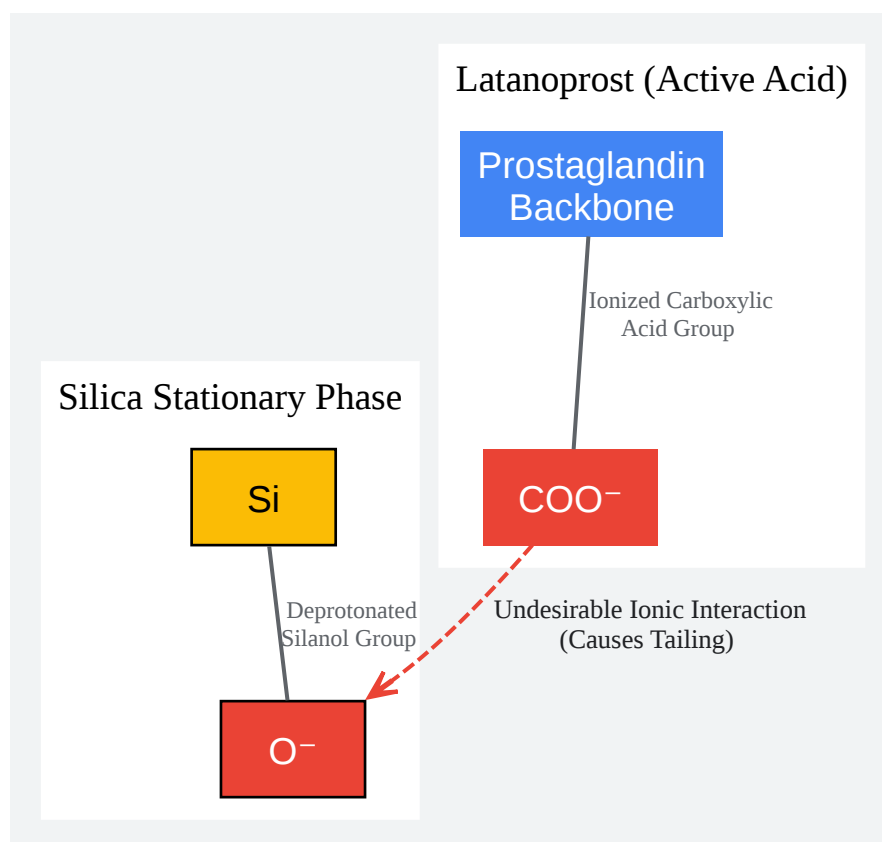 Latanoprost (Active Acid)
Prostaglandin
Backbone
Ionized Carboxylic
Acid Group
COO⁻
Silica Stationary Phase
Si
Deprotonated
Silanol Group
O⁻
Undesirable Ionic Interaction
(Causes Tailing)